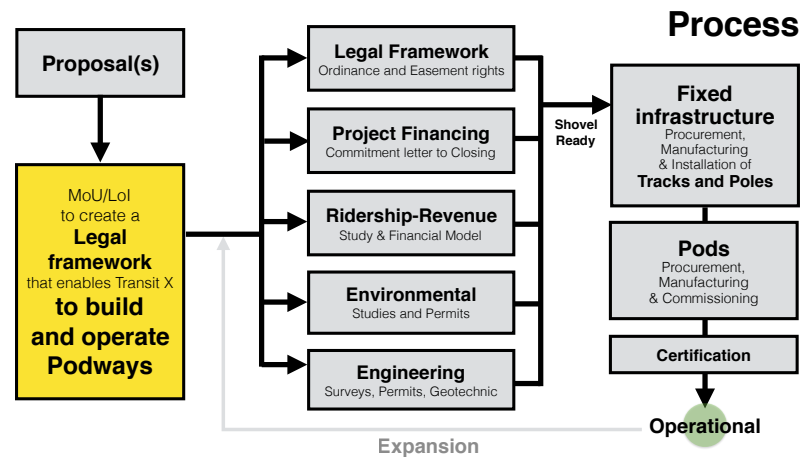 Process
Proposal(s)
MoU/LoI
to create a
Legal
framework
that enables Transit X
to build
and operate
Podways
Legal Framework
Ordinance and Easement rights
Project Financing
Commitment letter to Closing
Ridership-Revenue
Study & Financial Model
Environmental
Studies and Permits
Engineering
Surveys, Permits, Geotechnic
Shovel
Ready
Fixed
infrastructure
Procurement,
Manufacturing
& Installation of
Tracks and Poles
Pods
Procurement,
Manufacturing
& Commissioning
Certification
Operational
Expansion